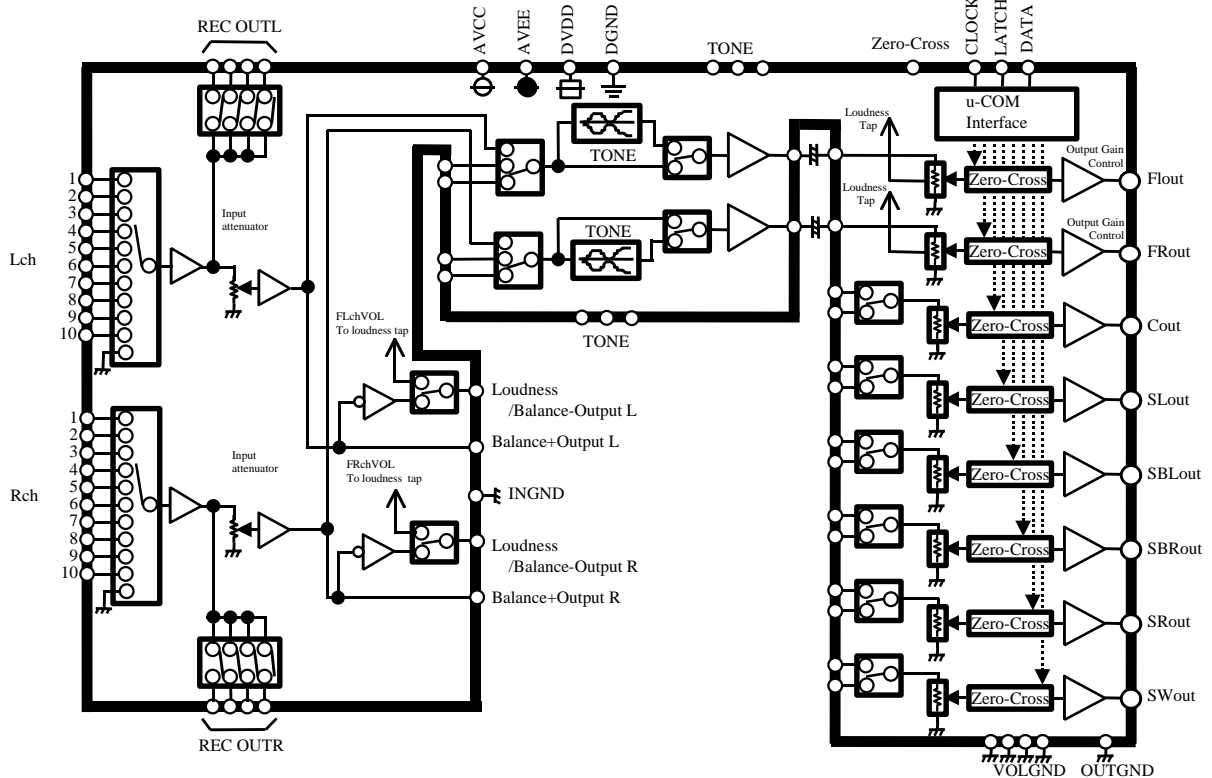 REC OUTL
AVCC
AVEE
DVDD
DGND
TONE
Zero-Cross
CLOCK
LATCH
DATA
u-COM
Interface
Loudness
Tap
TONE
Output Gain
Control
Zero-Cross
Flout
Loudness
Tap
TONE
Output Gain
Control
Zero-Cross
FRout
Lch
1
2
3
4
5
6
7
8
9
10
Input
attenuator
TONE
Zero-Cross
Cout
FLchVOL
To loudness tap
Loudness
/Balance-Output L
Zero-Cross
SLout
Balance+Output L
Zero-Cross
SBLout
Rch
1
2
3
4
5
6
7
8
9
10
Input
attenuator
FRchVOL
To loudness tap
INGND
Loudness
/Balance-Output R
Zero-Cross
SBRout
Balance+Output R
Zero-Cross
SRout
Zero-Cross
SWout
REC OUTR
VOLGND
OUTGND